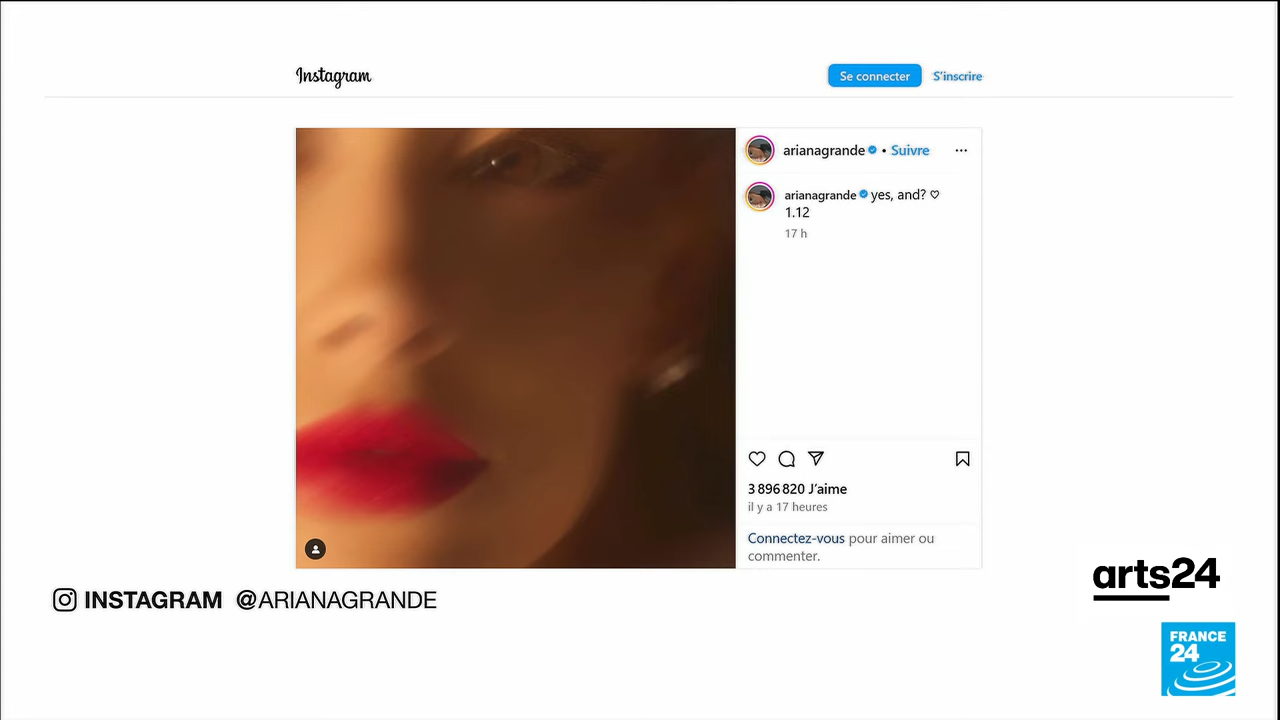 Instagram
Se connecter
S'inscrire
arianagrande • Suivre
arianagrande yes, and? ♡
1.12
17 h
3 896 820 J'aime
il y a 17 heures
Connectez-vous pour aimer ou
commenter.
INSTAGRAM @ARIANAGRANDE
arts24
FRANCE
24